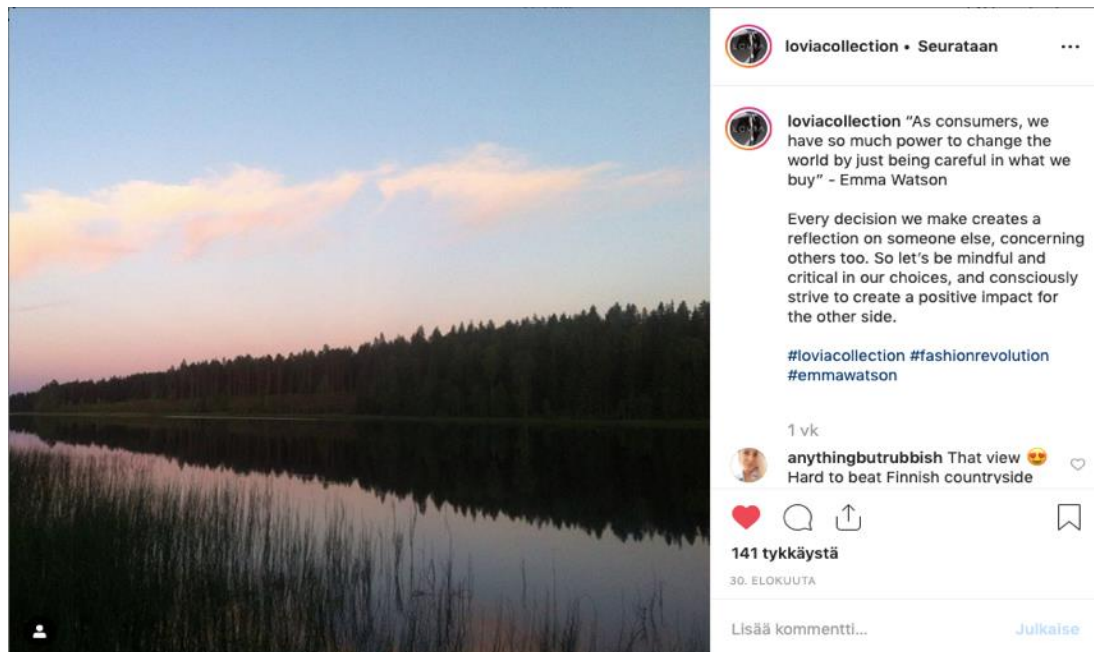 loviacollection • Seurataan
loviacollection “As consumers, we
have so much power to change the
world by just being careful in what we
buy” - Emma Watson
Every decision we make creates a
reflection on someone else, concerning
others too. So let’s be mindful and
critical in our choices, and consciously
strive to create a positive impact for
the other side.
#loviacollection #fashionrevolution
#emmawatson
1 vk
anythingbutrubbish That view 😍
Hard to beat Finnish countryside
141 tykkäystä
30. ELOKUUTA
Lisää kommentti... Julkaise